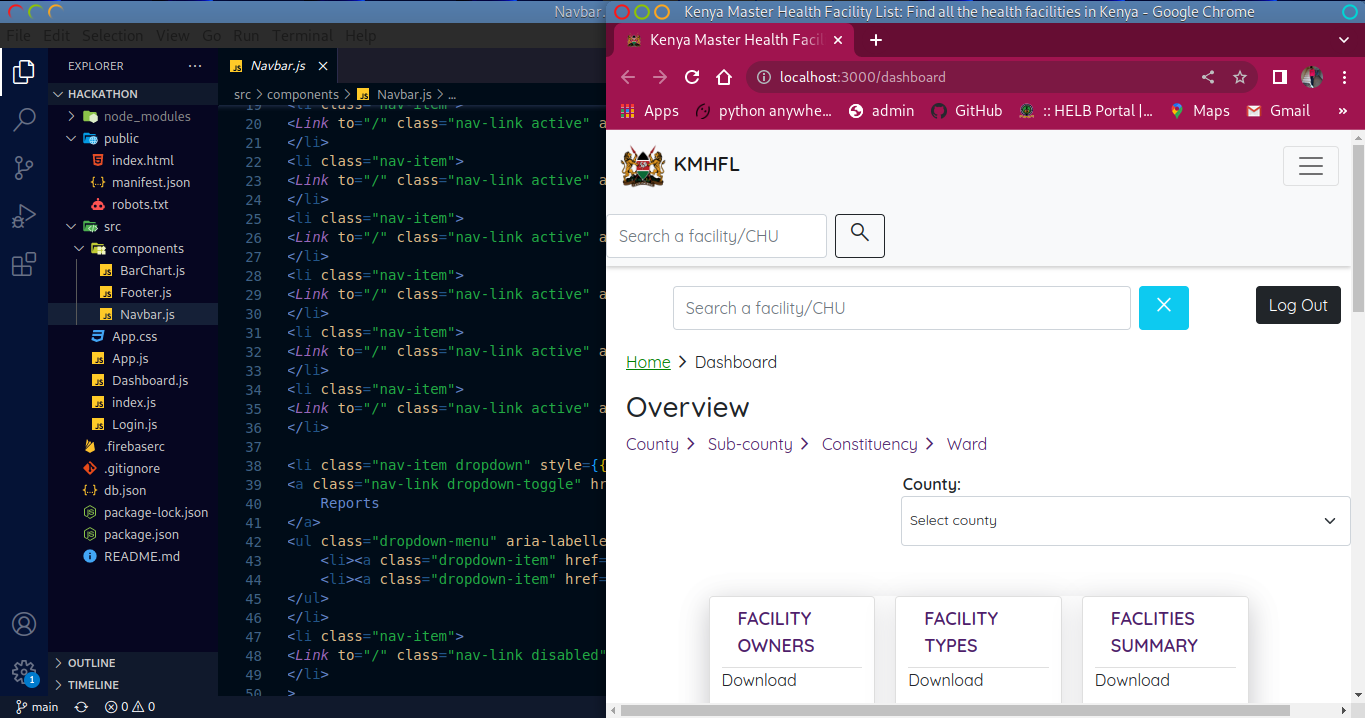 Navbar.
File Edit Selection View Go Run Terminal Help
EXPLORER
HACKATHON
node_modules
public
index.html
manifest.json
robots.txt
src
components
BarChart.js
Footer.js
Navbar.js
App.css
App.js
Dashboard.js
index.js
Login.js
.firebaserc
.gitignore
db.json
package-lock.json
package.json
README.md
OUTLINE
TIMELINE
1
main
0 0
Navbar.js
src > components > Navbar.js > ...
19 <li class="nav-item">
20 <Link to="/" class="nav-link active" a
21 </li>
22 <li class="nav-item">
23 <Link to="/" class="nav-link active" a
24 </li>
25 <li class="nav-item">
26 <Link to="/" class="nav-link active" a
27 </li>
28 <li class="nav-item">
29 <Link to="/" class="nav-link active" a
30 </li>
31 <li class="nav-item">
32 <Link to="/" class="nav-link active" a
33 </li>
34 <li class="nav-item">
35 <Link to="/" class="nav-link active" a
36 </li>
37
38 <li class="nav-item dropdown" style={{
39 <a class="nav-link dropdown-toggle" hr
40 Reports
41 </a>
42 <ul class="dropdown-menu" aria-labelle
43 <li><a class="dropdown-item" href=
44 <li><a class="dropdown-item" href=
45 </ul>
46 </li>
47 <li class="nav-item">
48 <Link to="/" class="nav-link disabled"
49 </li>
50 >
Kenya Master Health Facility List: Find all the health facilities in Kenya - Google Chrome
Kenya Master Health Facil
localhost:3000/dashboard
Apps python anywhe... admin GitHub :: HELB Portal |... Maps Gmail »
KMHFL
Search a facility/CHU
Search a facility/CHU
Log Out
Home > Dashboard
Overview
County > Sub-county > Constituency > Ward
County:
Select county
FACILITY OWNERS
Download
FACILITY TYPES
Download
FACLITIES SUMMARY
Download